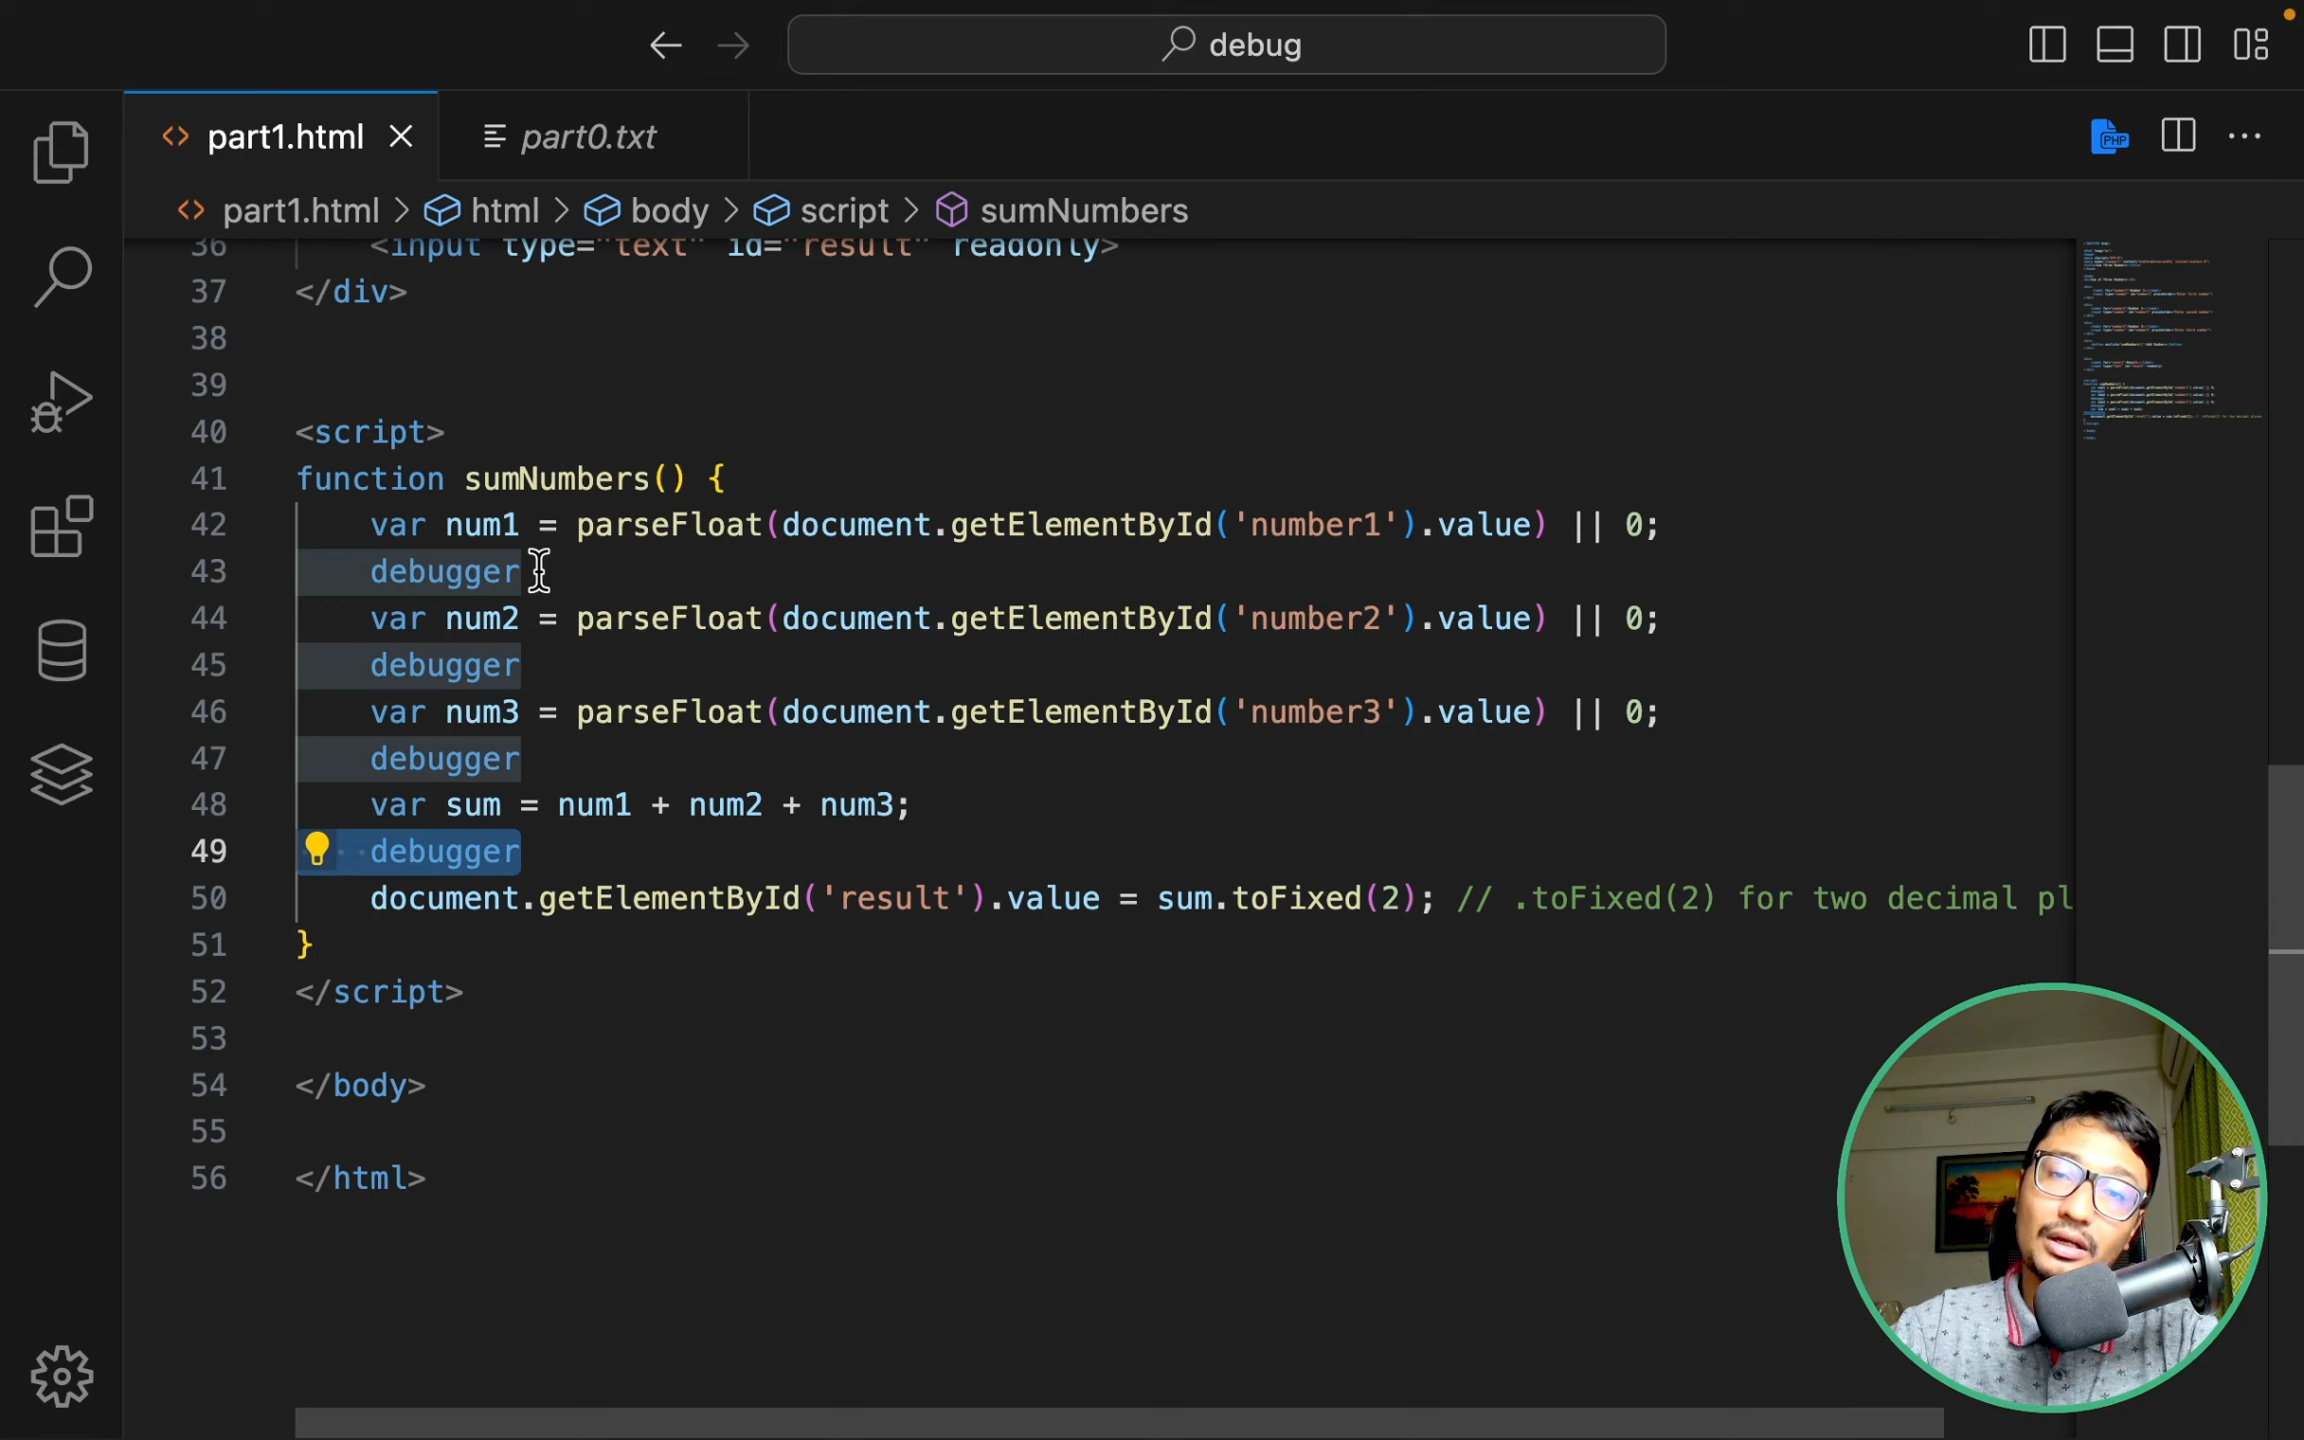 debug
part1.html
part0.txt
PHP
part1.html > html > body > script > sumNumbers
36 <input type="text" id="result" readonly>
37 </div>
38
39
40 <script>
41 function sumNumbers() {
42 var num1 = parseFloat(document.getElementById('number1').value) || 0;
43 debugger
44 var num2 = parseFloat(document.getElementById('number2').value) || 0;
45 debugger
46 var num3 = parseFloat(document.getElementById('number3').value) || 0;
47 debugger
48 var sum = num1 + num2 + num3;
49 debugger
50 document.getElementById('result').value = sum.toFixed(2); // .toFixed(2) for two decimal pl
51 }
52 </script>
53
54 </body>
55
56 </html>